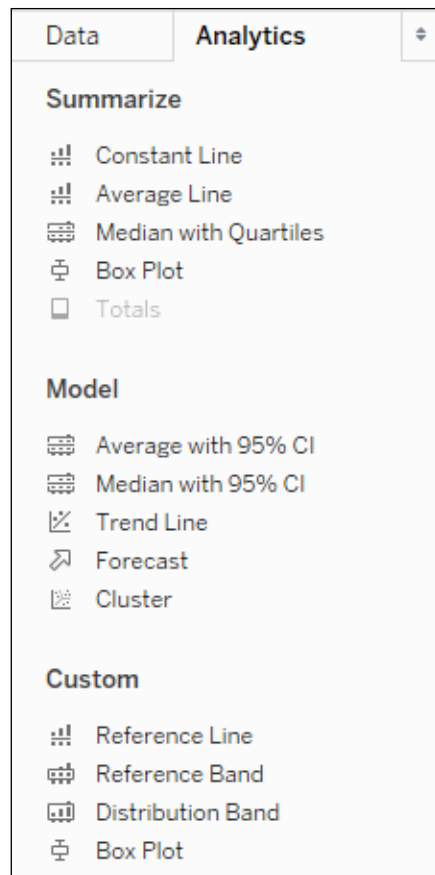 Data Analytics
Summarize
Constant Line
Average Line
Median with Quartiles
Box Plot
Totals
Model
Average with 95% CI
Median with 95% CI
Trend Line
Forecast
Cluster
Custom
Reference Line
Reference Band
Distribution Band
Box Plot